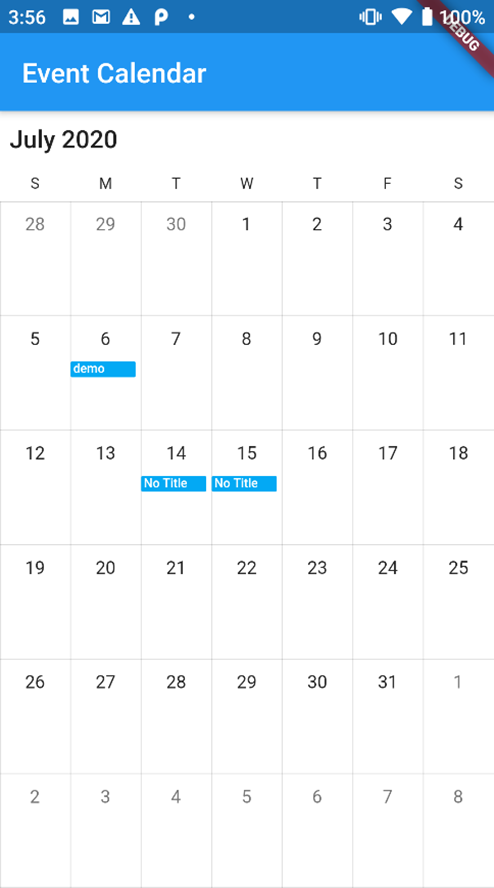 3:56 100%
DEBUG
Event Calendar
July 2020
S M T W T F S
28 29 30 1 2 3 4
5 6 7 8 9 10 11
demo
12 13 14 15 16 17 18
No Title No Title
19 20 21 22 23 24 25
26 27 28 29 30 31 1
2 3 4 5 6 7 8